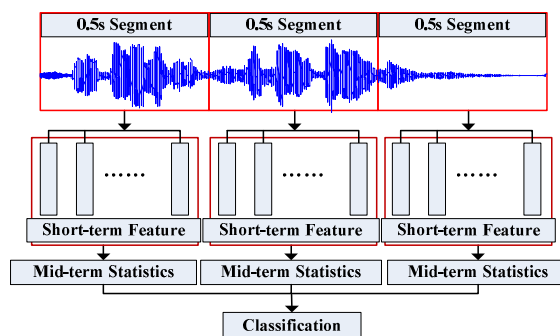 0.5s Segment 0.5s Segment 0.5s Segment
...... ...... ......
Short-term Feature Short-term Feature Short-term Feature
Mid-term Statistics Mid-term Statistics Mid-term Statistics
Classification